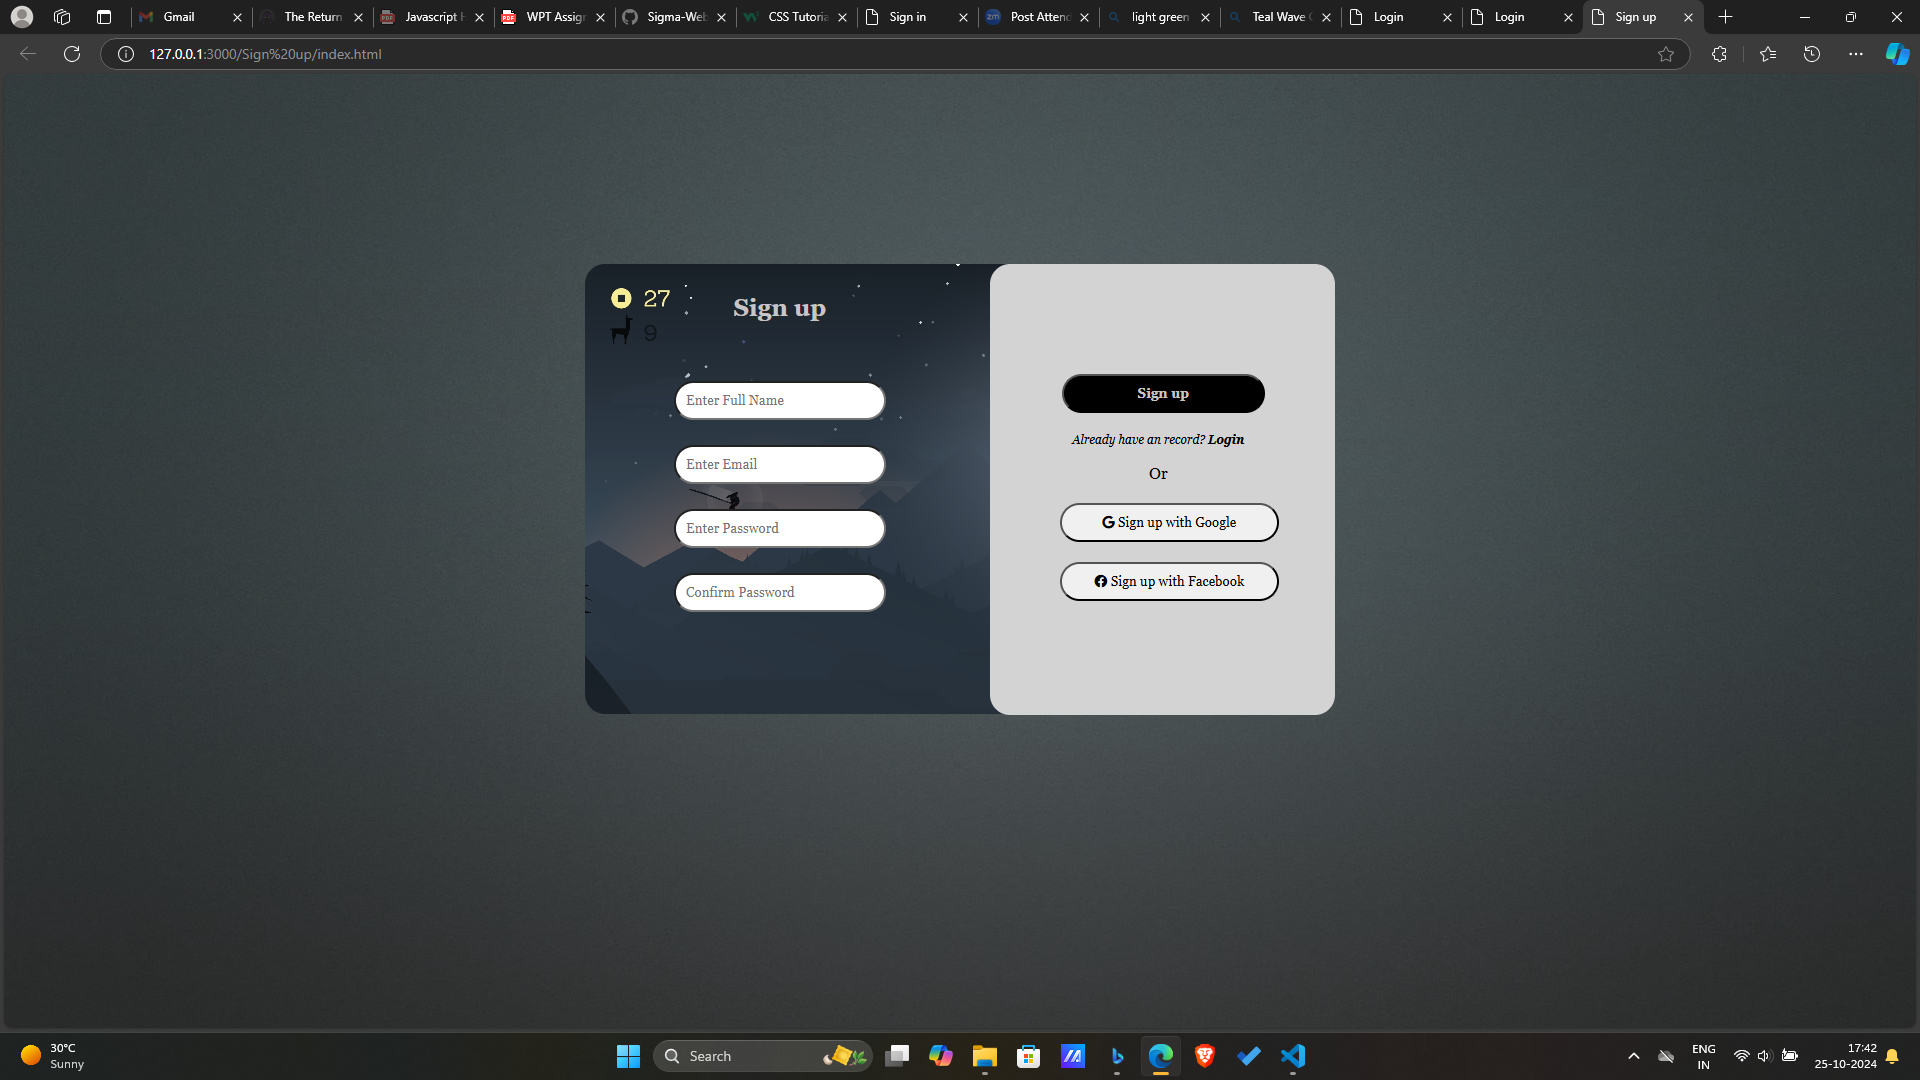 Gmail
The Return
Javascript H
WPT Assign
Sigma-Web
CSS Tutoria
Sign in
zm
Post Attend
light green
Teal Wave
Login
Login
Sign up
127.0.0.1:3000/Sign%20up/index.html
27
9
Sign up
Enter Full Name
Enter Email
Enter Password
Confirm Password
Sign up
Already have an record? Login
Or
Sign up with Google
Sign up with Facebook
30°C
Sunny
Search
ENG
IN
17:42
25-10-2024